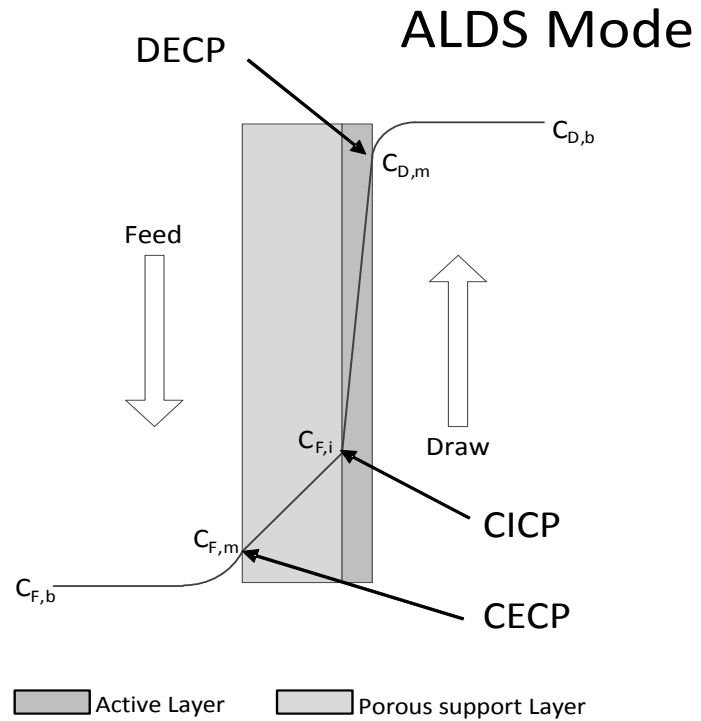 ALDS Mode
DECP
C_D,b
C_D,m
Feed
C_F,i
Draw
CICP
C_F,m
C_F,b
CECP
Active Layer
Porous support Layer